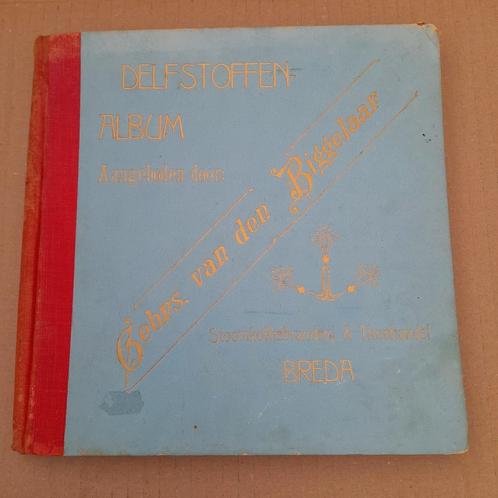 DELFSTOFFEN-
ALBUM
Aangeboden door:
Gebrs. van den Biggelaar
Stoomkoffiebranderij & Theehandel
BREDA